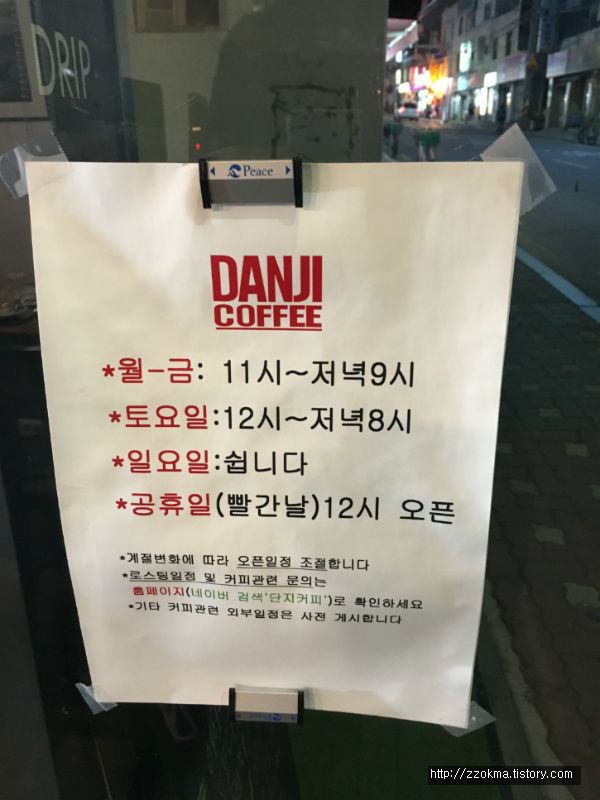 DRIP
Peace
DANJI
COFFEE
*월-금: 11시~저녁9시
*토요일:12시~저녁8시
*일요일:쉽니다
*공휴일(빨간날)12시 오픈
*계절변화에 따라 오픈일정 조절합니다
*로스팅일정 및 커피관련 문의는
홈페이지(네이버 검색'단지커피')로 확인하세요
*기타 커피관련 외부일정은 사전 게시합니다
Peace
http://zzokma.tistory.com